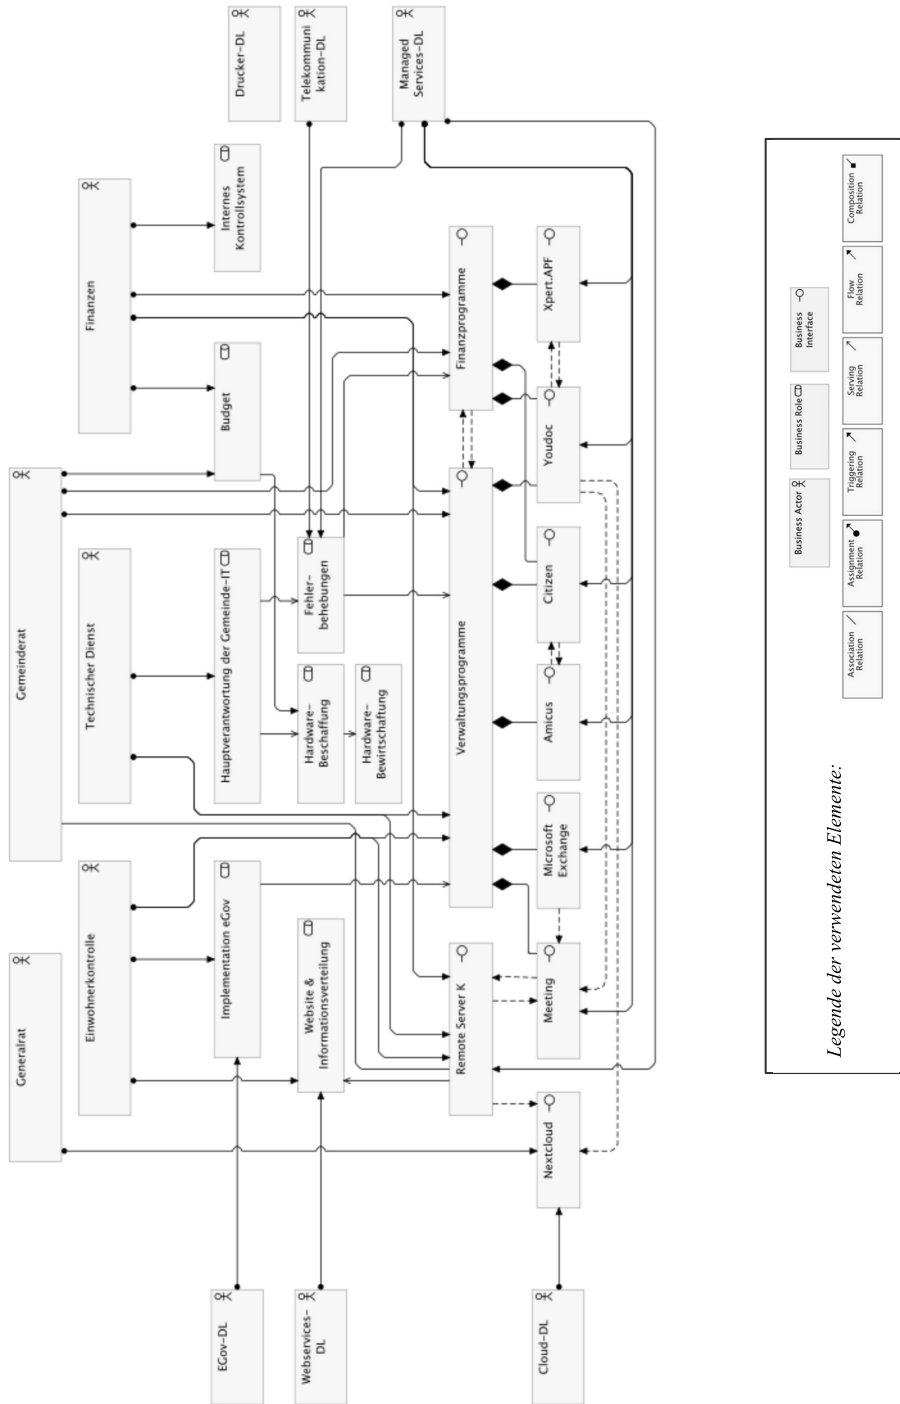 Generalrat
Gemeinderat
Einwohnerkontrolle
Technischer Dienst
Finanzen
EGov-DL
Implementation eGov
Hauptverantwortung der Gemeinde-IT
Budget
Internes
Kontrollsystem
Drucker-DL
Webservices-
DL
Website &
Informationsverteilung
Hardware-
Beschaffung
Fehler-
behebungen
Telekommuni
kation-DL
Hardware-
Bewirtschaftung
Managed
Services-DL
Remote Server K
Verwaltungsprogramme
Finanzprogramme
Cloud-DL
Nextcloud
Meeting
Microsoft
Exchange
Amicus
Citizen
Youdoc
Xpert.APF
Legende der verwendeten Elemente:
Business Actor
Business Role
Business
Interface
Association
Relation
Assignment
Relation
Triggering
Relation
Serving
Relation
Flow
Relation
Composition
Relation